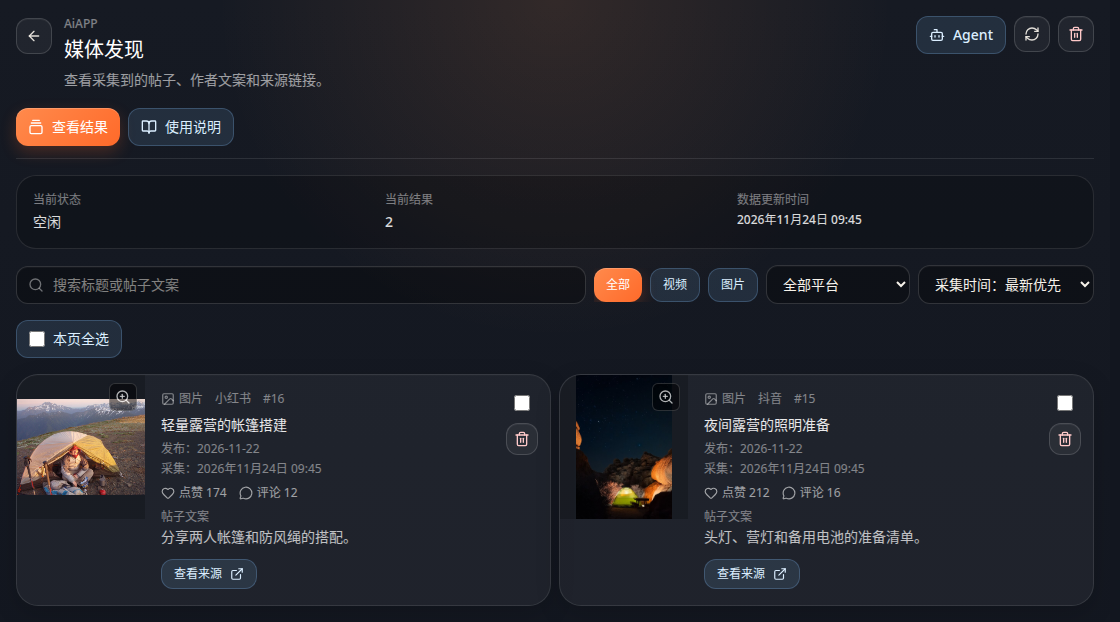 AiAPP
媒体发现
查看采集到的帖子、作者文案和来源链接。
Agent
查看结果
使用说明
当前状态
空闲
当前结果
2
数据更新时间
2026年11月24日 09:45
搜索标题或帖子文案
全部
视频
图片
全部平台
采集时间：最新优先
本页全选
图片 小红书 #16
轻量露营的帐篷搭建
发布：2026-11-22
采集：2026年11月24日 09:45
点赞 174 评论 12
帖子文案
分享两人帐篷和防风绳的搭配。
查看来源
图片 抖音 #15
夜间露营的照明准备
发布：2026-11-22
采集：2026年11月24日 09:45
点赞 212 评论 16
帖子文案
头灯、营灯和备用电池的准备清单。
查看来源